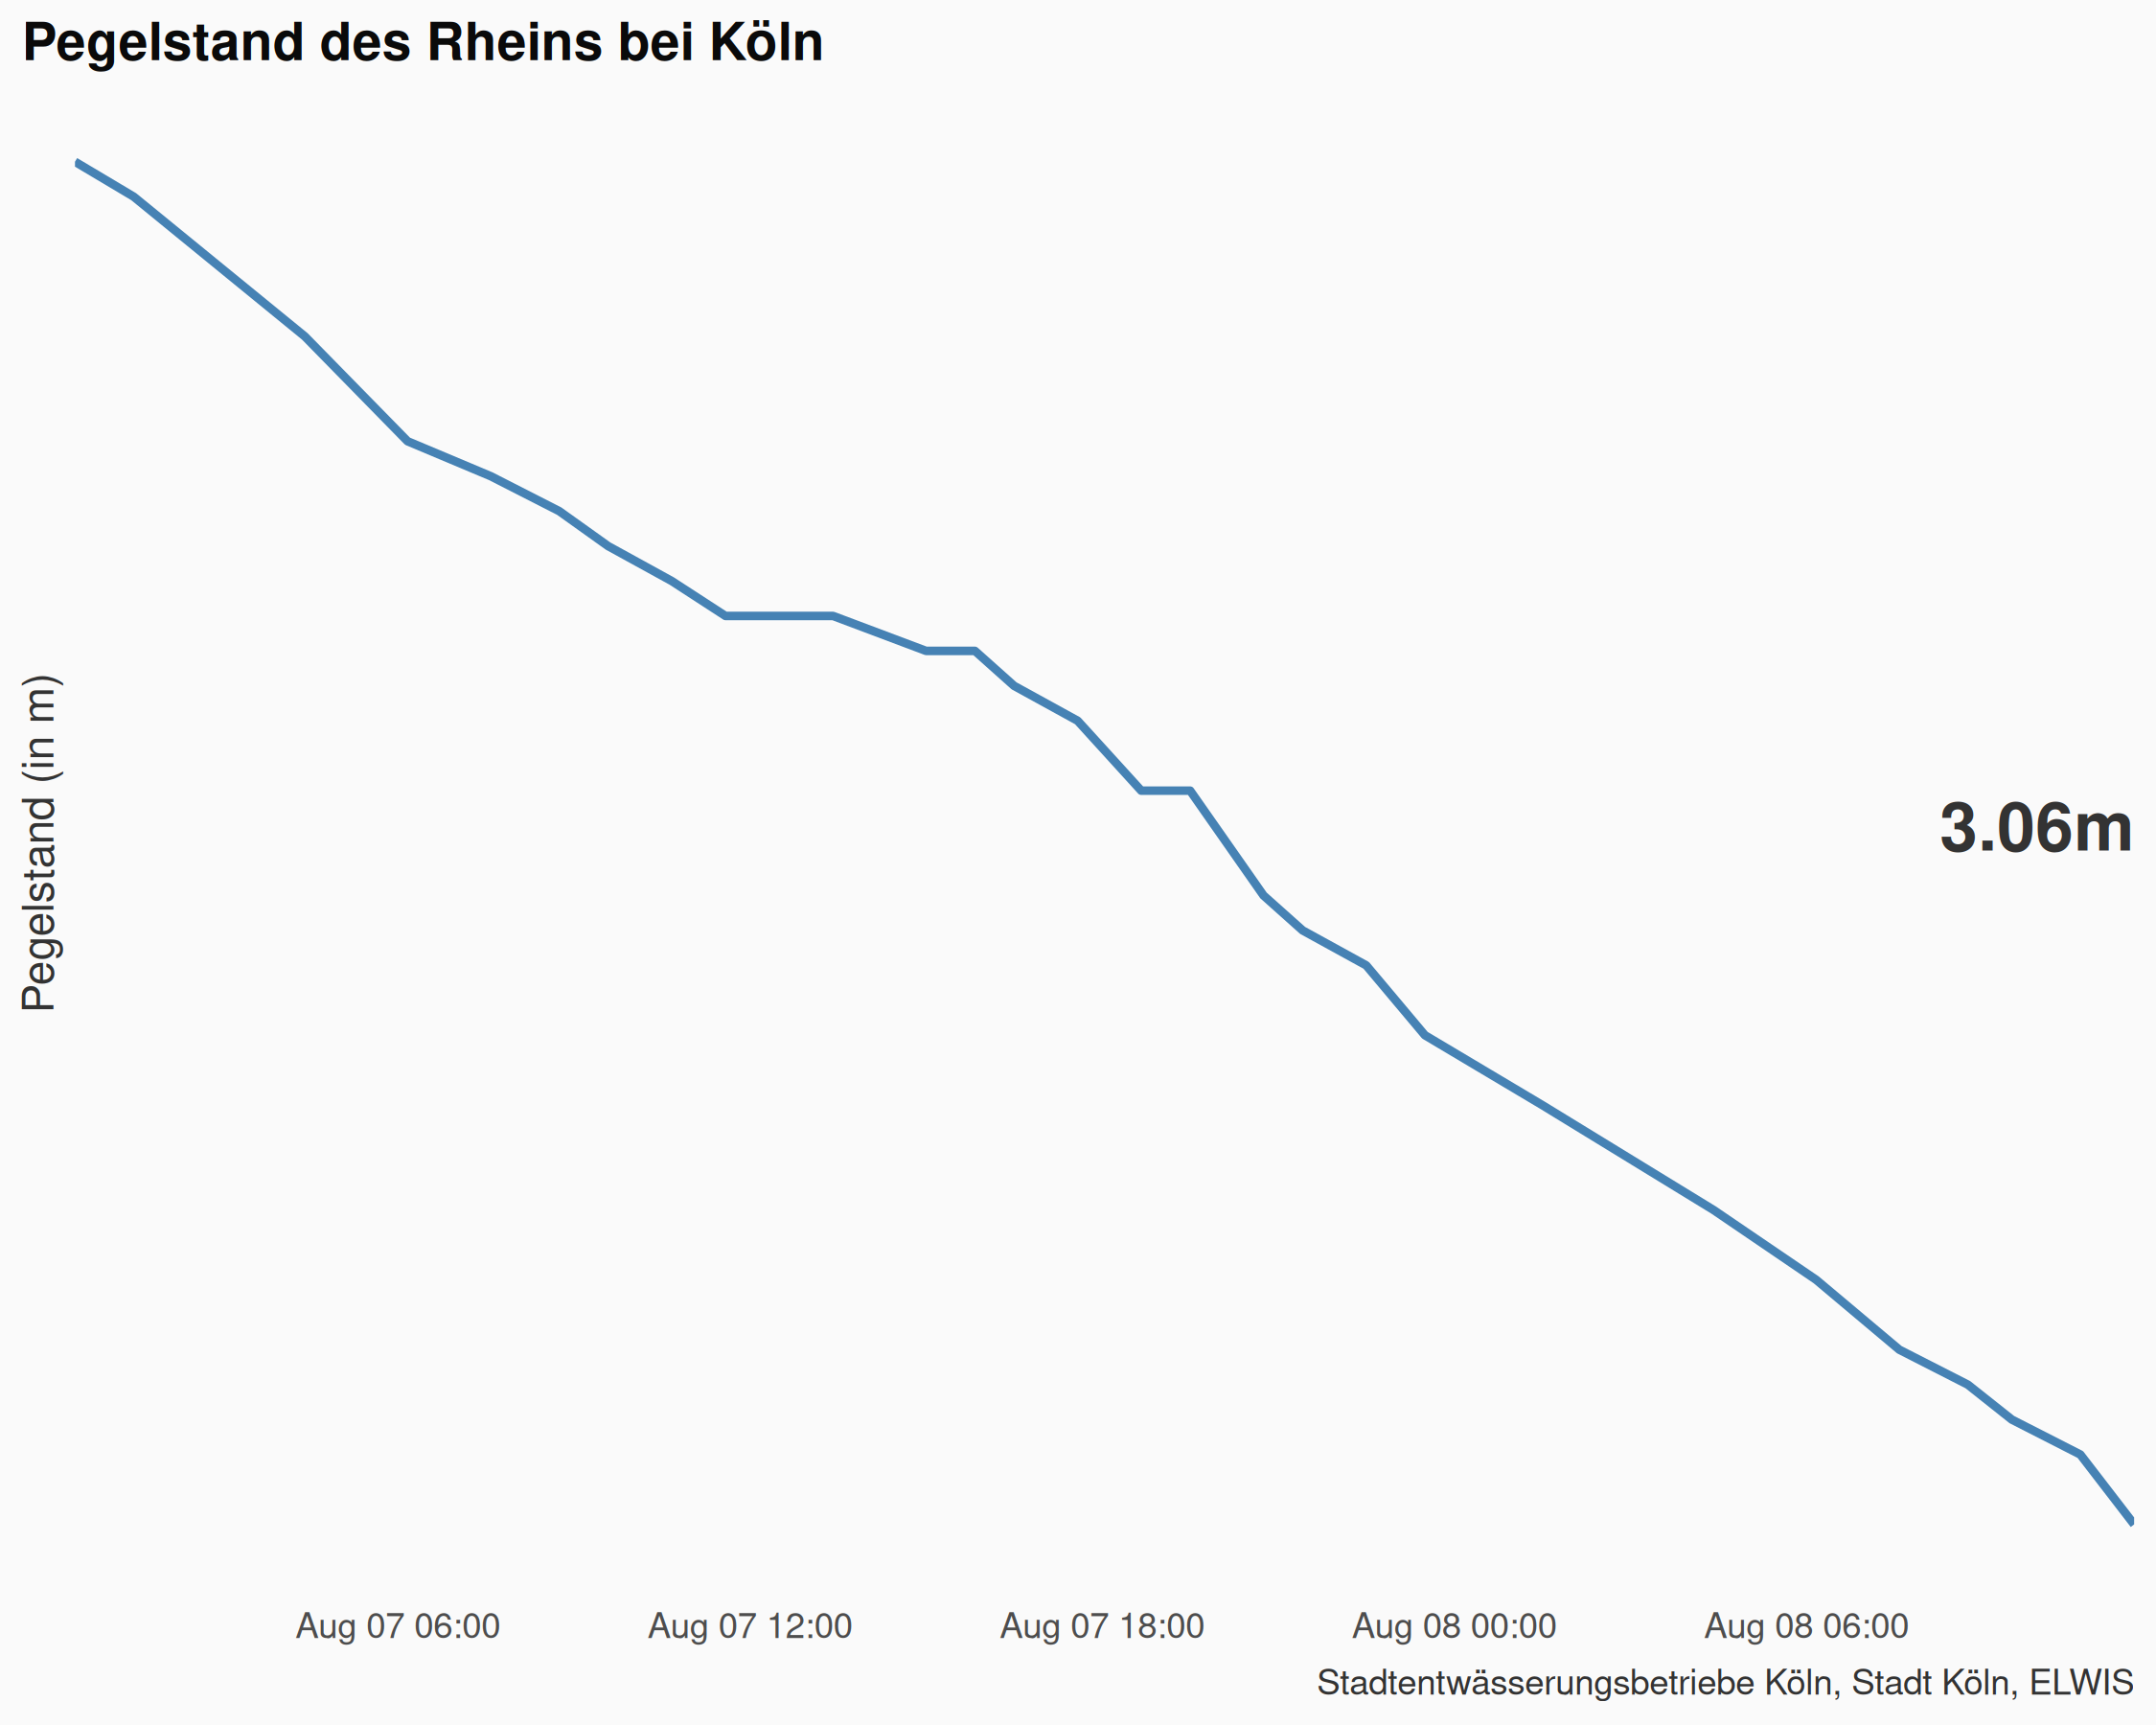 Pegelstand des Rheins bei Köln
Pegelstand (in m)
3.06m
Aug 07 06:00 Aug 07 12:00 Aug 07 18:00 Aug 08 00:00 Aug 08 06:00
Stadtentwässerungsbetriebe Köln, Stadt Köln, ELWIS